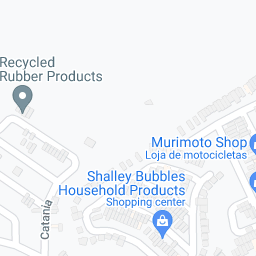 Recycled
Rubber Products
Murimoto Shop
Loja de motocicletas
Shalley Bubbles
Household Products
Shopping center
Catania